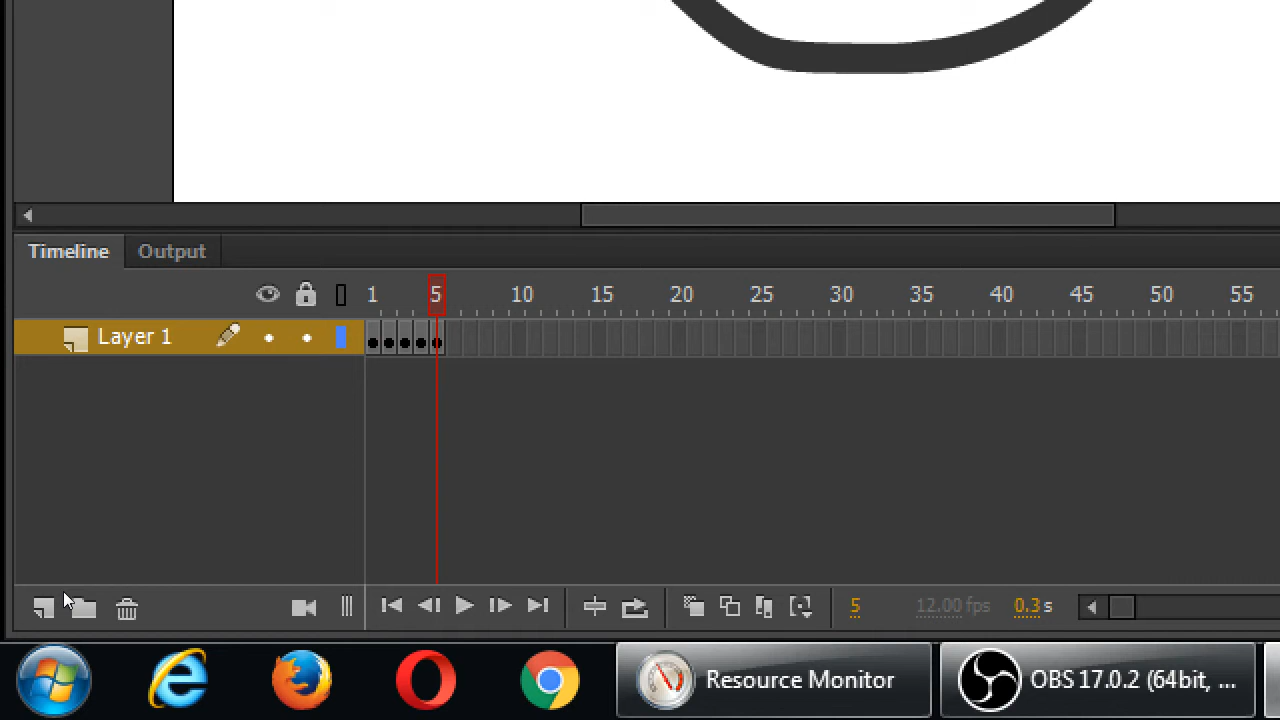 Timeline Output
1 5 10 15 20 25 30 35 40 45 50 55
Layer 1
5 12.00 fps 0.3 s
Resource Monitor OBS 17.0.2 (64bit, ...